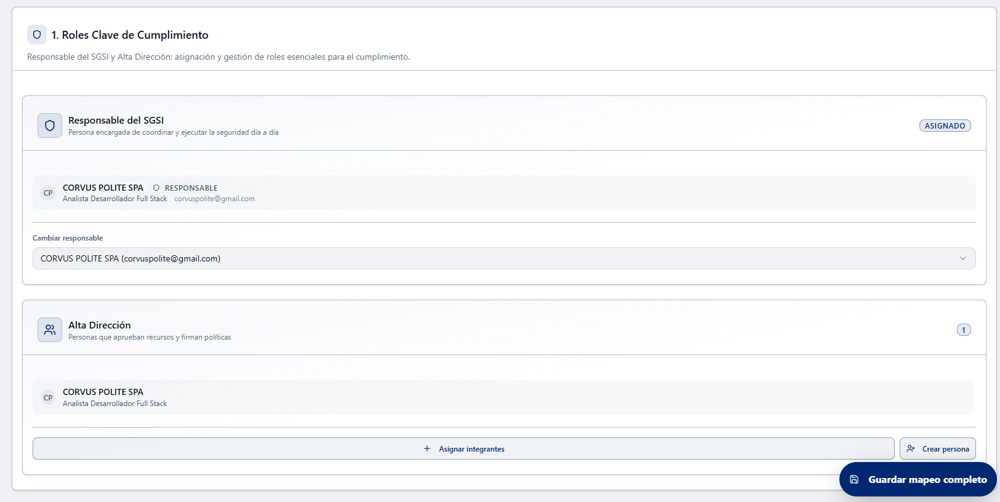 1. Roles Clave de Cumplimiento
Responsable del SGSI y Alta Dirección: asignación y gestión de roles esenciales para el cumplimiento.
Responsable del SGSI
Persona encargada de coordinar y ejecutar la seguridad día a día
ASIGNADO
CP
CORVUS POLITE SPA RESPONSABLE
Analista Desarrollador Full Stack corvuspolite@gmail.com
Cambiar responsable
CORVUS POLITE SPA (corvuspolite@gmail.com)
Alta Dirección
Personas que aprueban recursos y firman políticas
1
CP
CORVUS POLITE SPA
Analista Desarrollador Full Stack
Asignar integrantes
Crear persona
Guardar mapeo completo